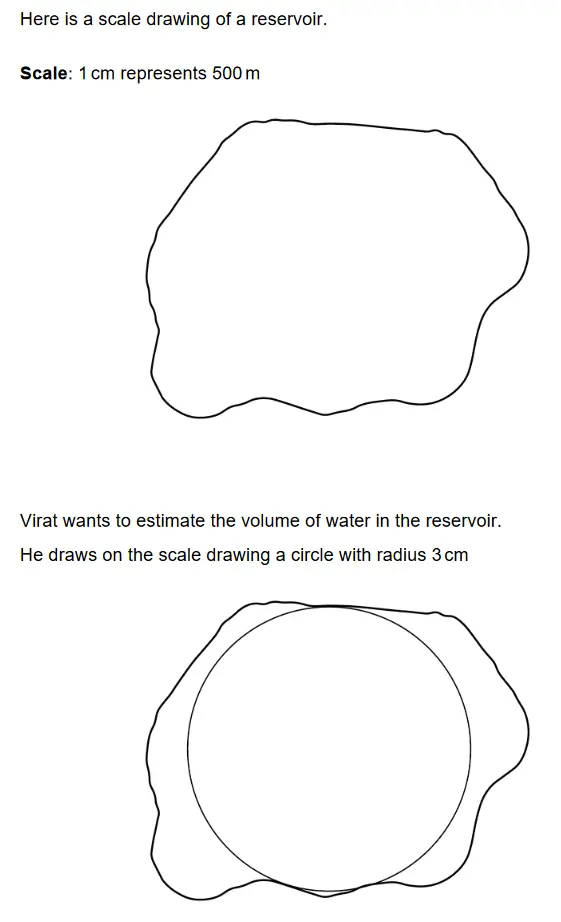 Here is a scale drawing of a reservoir.
Scale: 1 cm represents 500 m
Virat wants to estimate the volume of water in the reservoir.
He draws on the scale drawing a circle with radius 3 cm